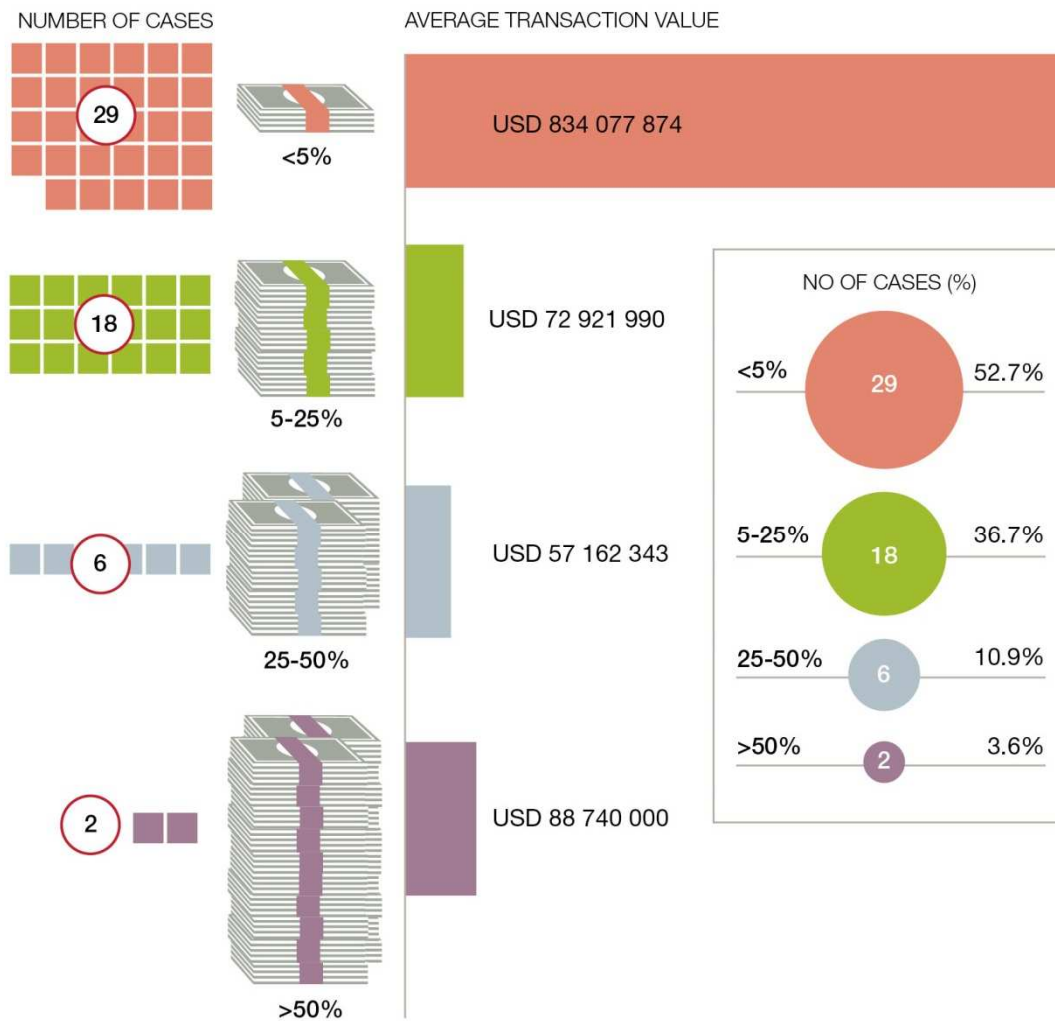 NUMBER OF CASES
AVERAGE TRANSACTION VALUE
29
<5%
USD 834 077 874
18
5-25%
USD 72 921 990
6
25-50%
USD 57 162 343
2
>50%
USD 88 740 000
NO OF CASES (%)
<5% 29 52.7%
5-25% 18 36.7%
25-50% 6 10.9%
>50% 2 3.6%